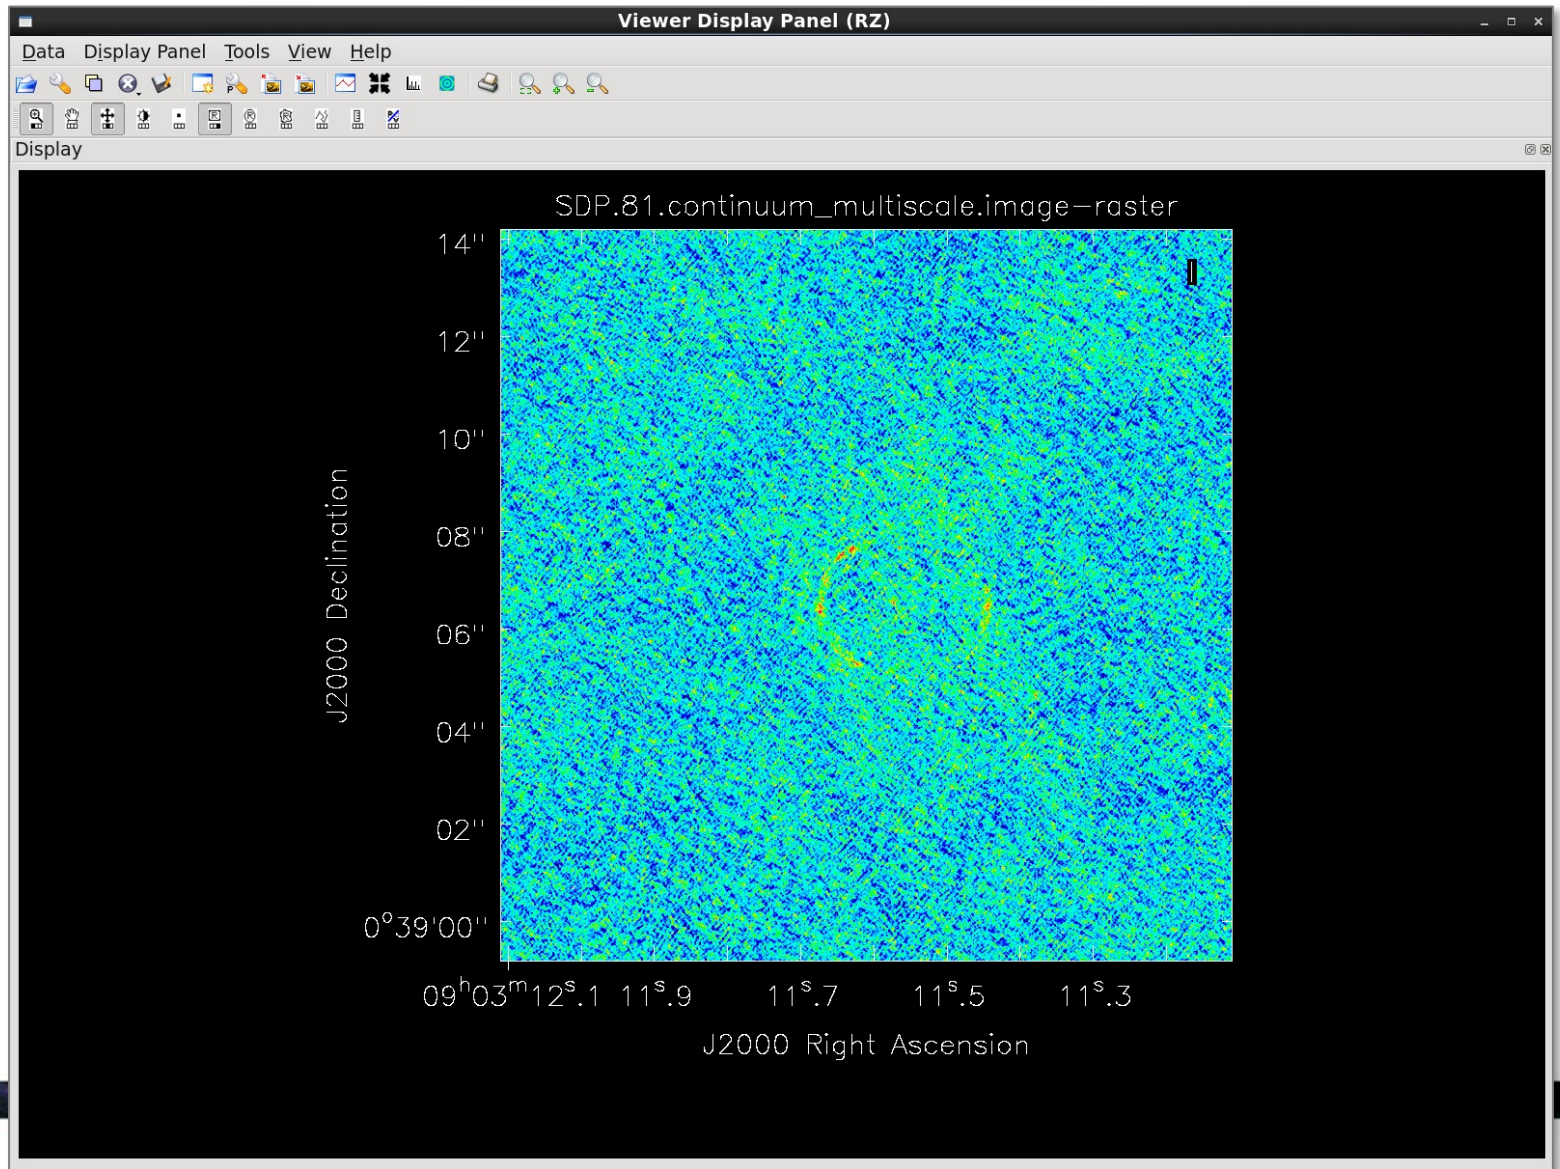 Viewer Display Panel (RZ)
Data Display Panel Tools View Help
Display
SDP.81.continuum_multiscale.image-raster
14''
12''
10''
08''
06''
04''
02''
0°39'00''
J2000 Declination
09ʰ03ᵐ12ˢ.1 11ˢ.9 11ˢ.7 11ˢ.5 11ˢ.3
J2000 Right Ascension